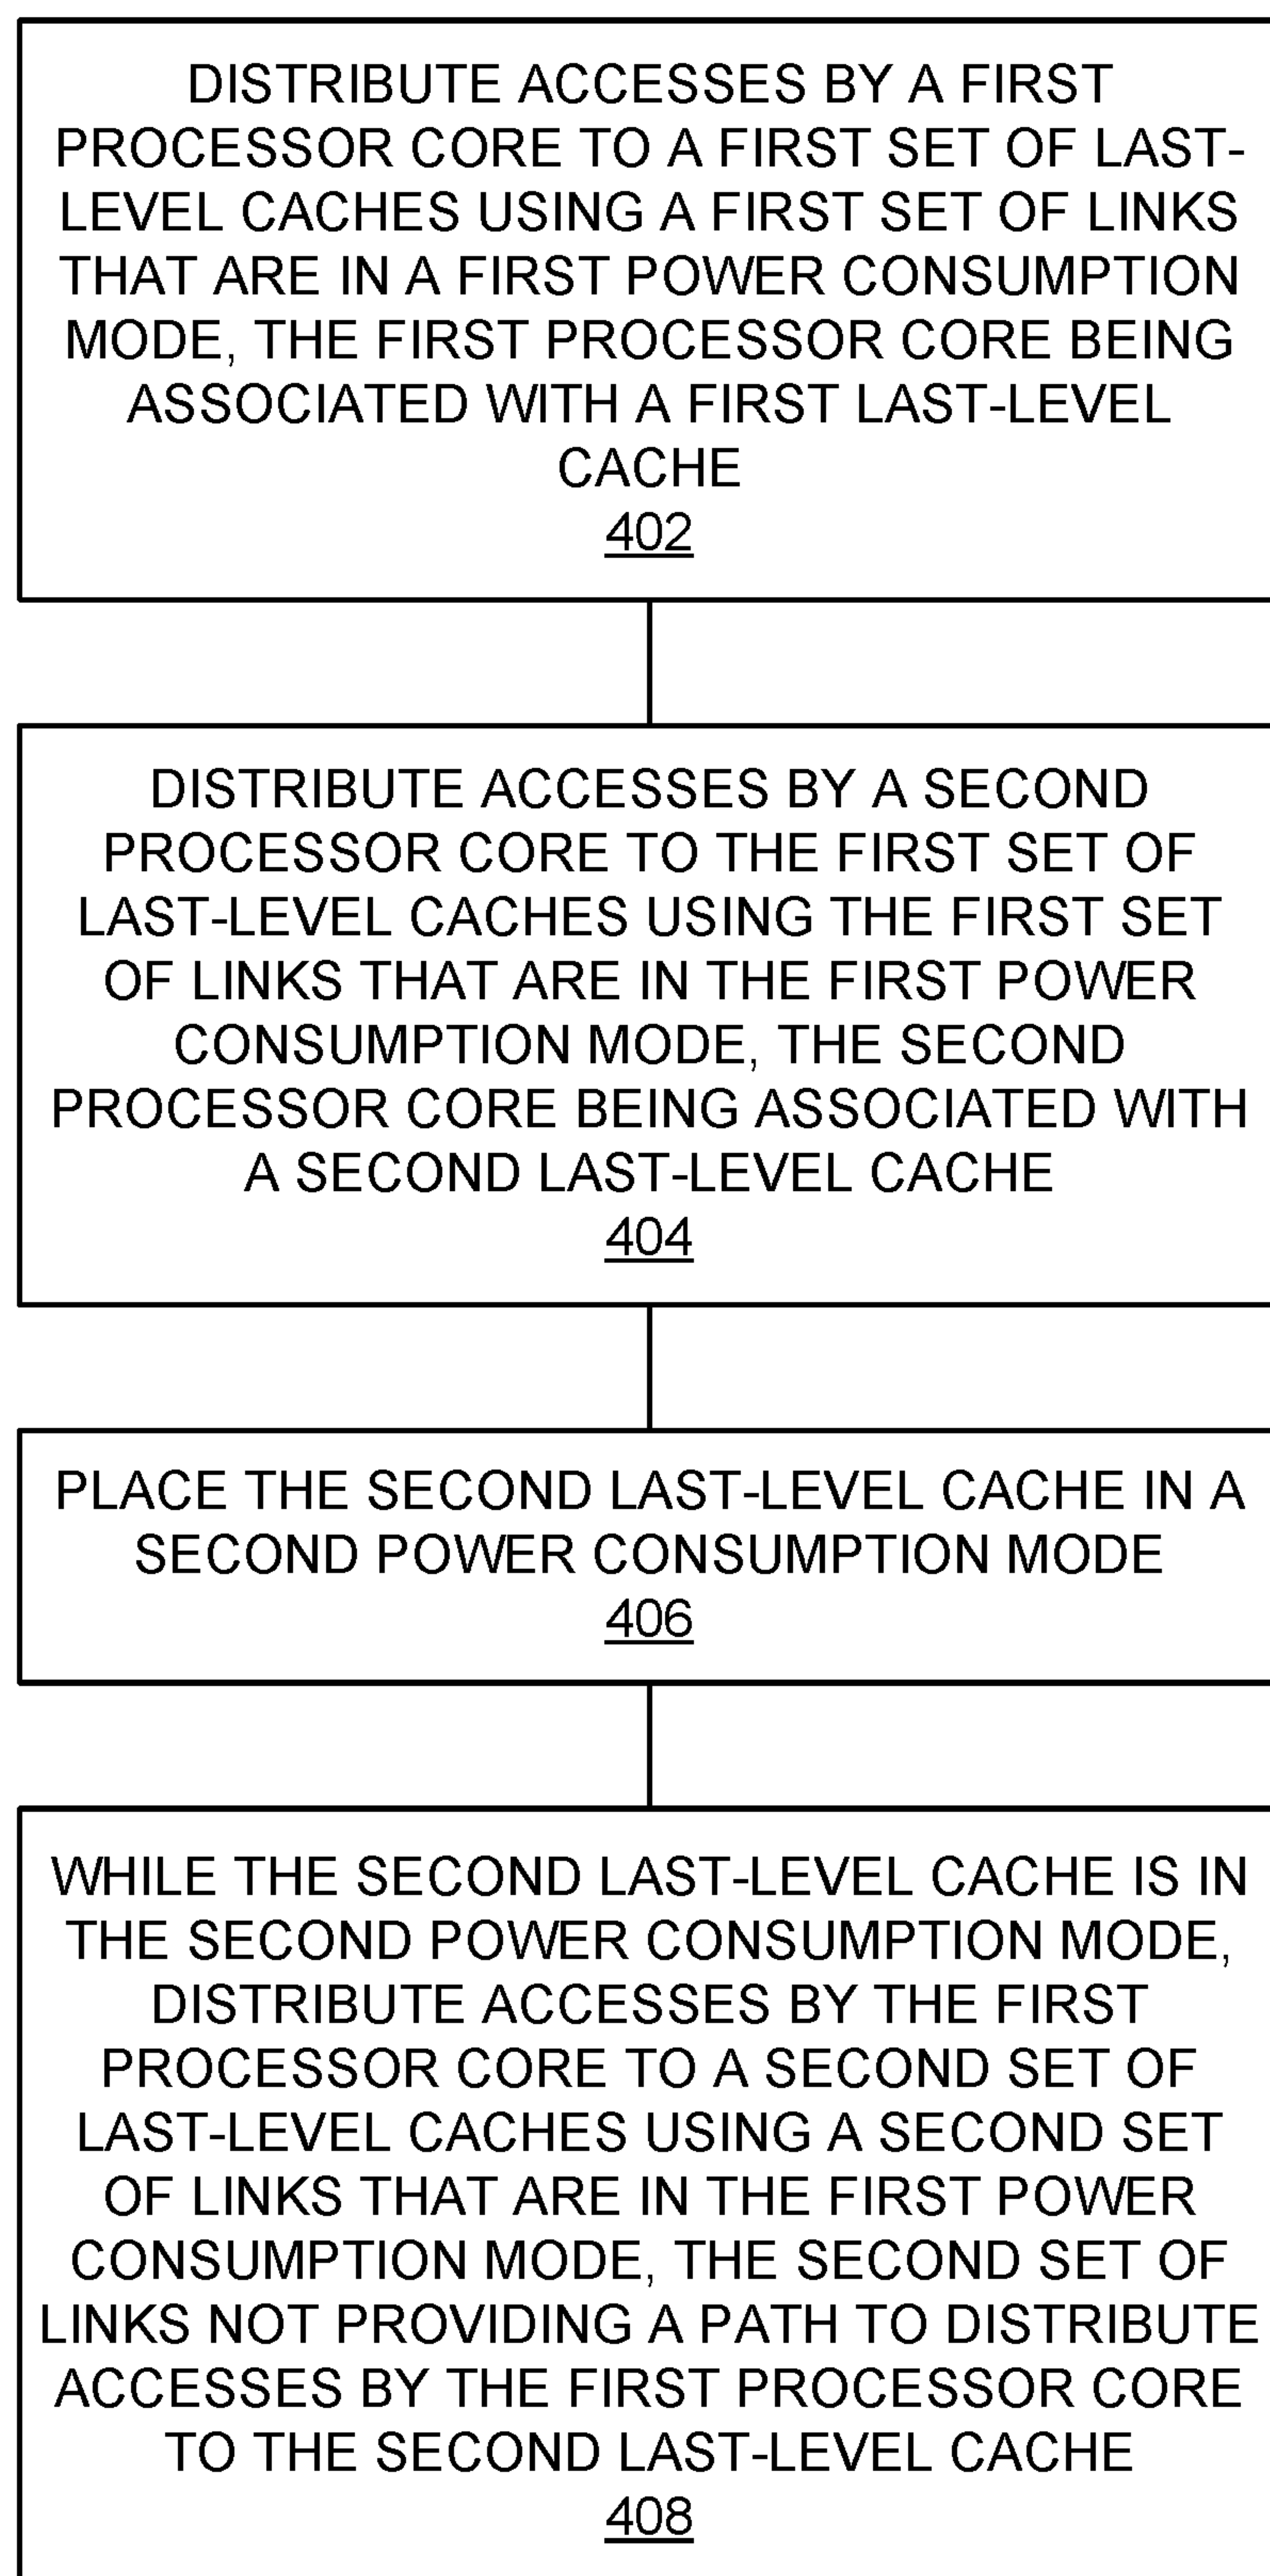 DISTRIBUTE ACCESSES BY A FIRST
PROCESSOR CORE TO A FIRST SET OF LAST-
LEVEL CACHES USING A FIRST SET OF LINKS
THAT ARE IN A FIRST POWER CONSUMPTION
MODE, THE FIRST PROCESSOR CORE BEING
ASSOCIATED WITH A FIRST LAST-LEVEL
CACHE
402
DISTRIBUTE ACCESSES BY A SECOND
PROCESSOR CORE TO THE FIRST SET OF
LAST-LEVEL CACHES USING THE FIRST SET
OF LINKS THAT ARE IN THE FIRST POWER
CONSUMPTION MODE, THE SECOND
PROCESSOR CORE BEING ASSOCIATED WITH
A SECOND LAST-LEVEL CACHE
404
PLACE THE SECOND LAST-LEVEL CACHE IN A
SECOND POWER CONSUMPTION MODE
406
WHILE THE SECOND LAST-LEVEL CACHE IS IN
THE SECOND POWER CONSUMPTION MODE,
DISTRIBUTE ACCESSES BY THE FIRST
PROCESSOR CORE TO A SECOND SET OF
LAST-LEVEL CACHES USING A SECOND SET
OF LINKS THAT ARE IN THE FIRST POWER
CONSUMPTION MODE, THE SECOND SET OF
LINKS NOT PROVIDING A PATH TO DISTRIBUTE
ACCESSES BY THE FIRST PROCESSOR CORE
TO THE SECOND LAST-LEVEL CACHE
408